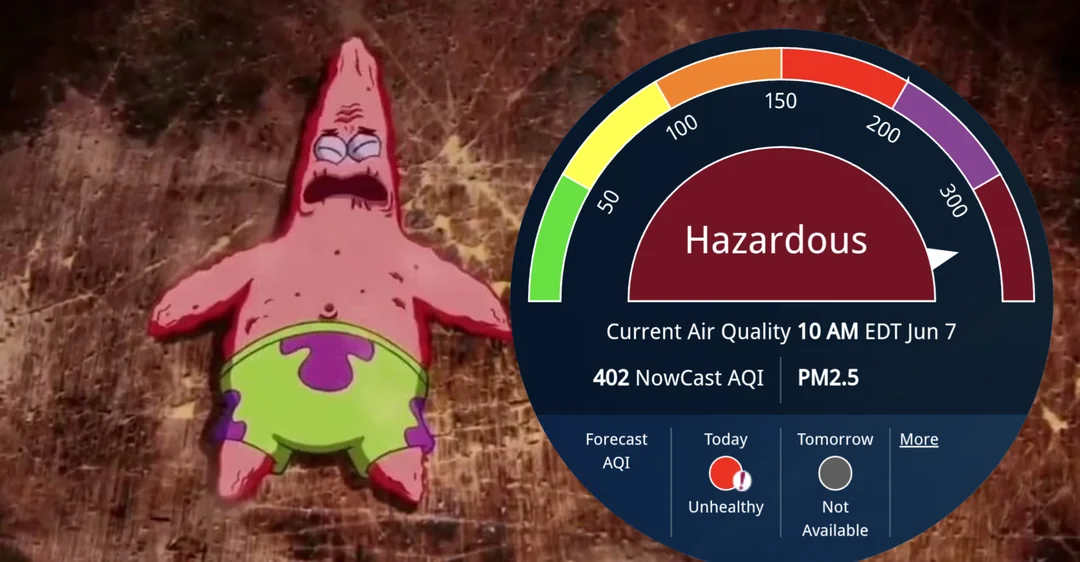 50
100
150
200
300
Hazardous
Current Air Quality 10 AM EDT Jun 7
402 NowCast AQI
PM2.5
Forecast
AQI
Today
!
Unhealthy
Tomorrow
Not
Available
More